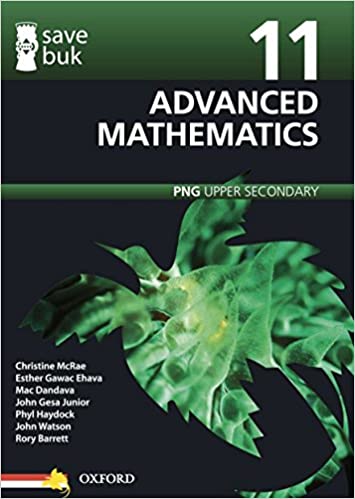 save
buk
11
ADVANCED
MATHEMATICS
PNG UPPER SECONDARY
Christine McRae
Esther Gawac Ehava
Mac Dandava
John Gesa Junior
Phyl Haydock
John Watson
Rory Barrett
OXFORD